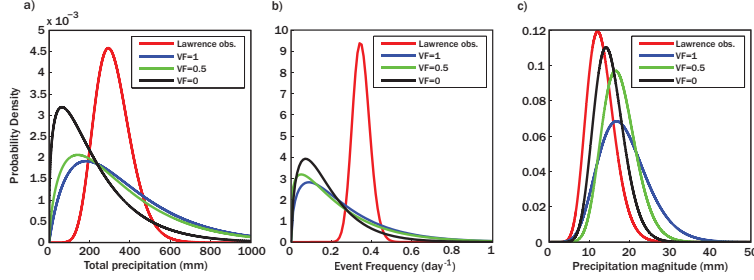 a)
x 10⁻³
5
4.5
4
3.5
3
2.5
2
1.5
1
0.5
0
Probability Density
Lawrence obs.
VF=1
VF=0.5
VF=0
0 200 400 600 800 1000
Total precipitation (mm)
b)
10
9
8
7
6
5
4
3
2
1
0
Lawrence obs.
VF=1
VF=0.5
VF=0
0 0.2 0.4 0.6 0.8 1
Event Frequency (day⁻¹)
c)
0.12
0.1
0.08
0.06
0.04
0.02
0
Lawrence obs.
VF=1
VF=0.5
VF=0
0 10 20 30 40 50
Precipitation magnitude (mm)